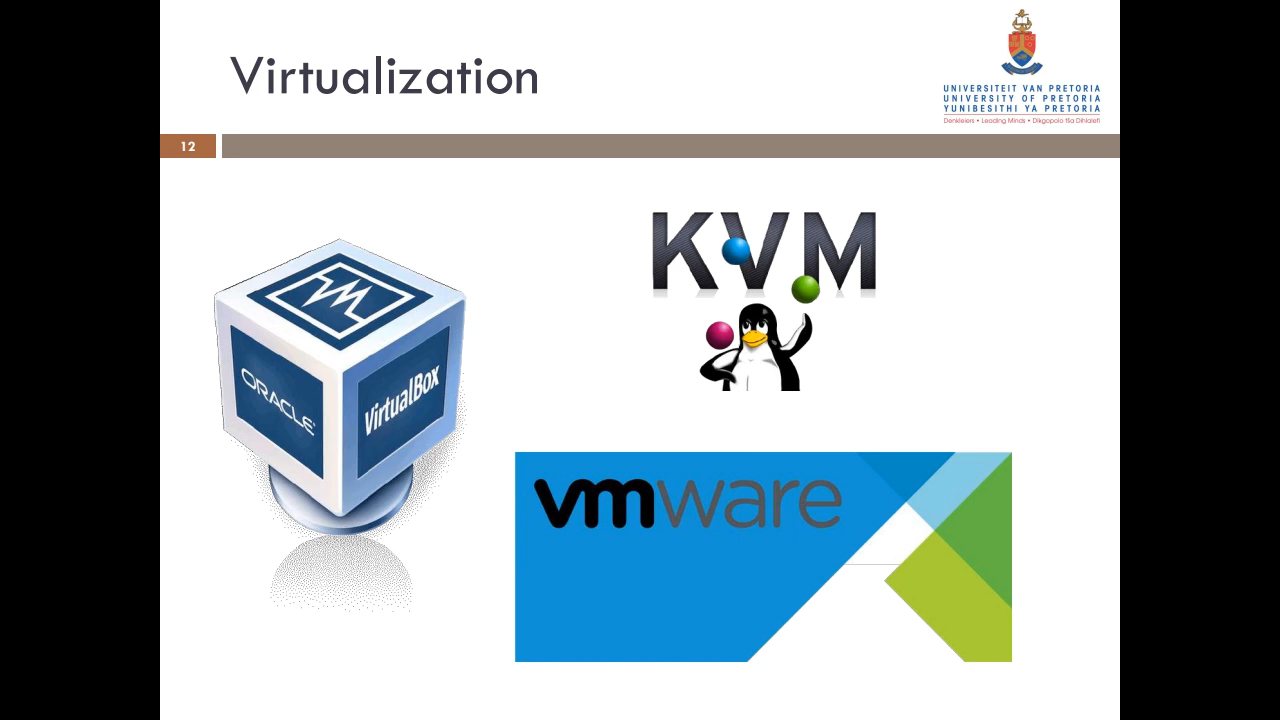 Virtualization
UNIVERSITEIT VAN PRETORIA
UNIVERSITY OF PRETORIA
YUNIBESITHI YA PRETORIA
Denkleiers • Leading Minds • Dikgopolo tša Dihlalefi
12
KVM
ORACLE
VirtualBox
vmware